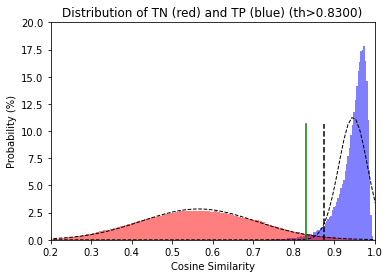 Distribution of TN (red) and TP (blue) (th>0.8300)
20.0
17.5
15.0
12.5
10.0
7.5
5.0
2.5
0.0
Probability (%)
0.2 0.3 0.4 0.5 0.6 0.7 0.8 0.9 1.0
Cosine Similarity